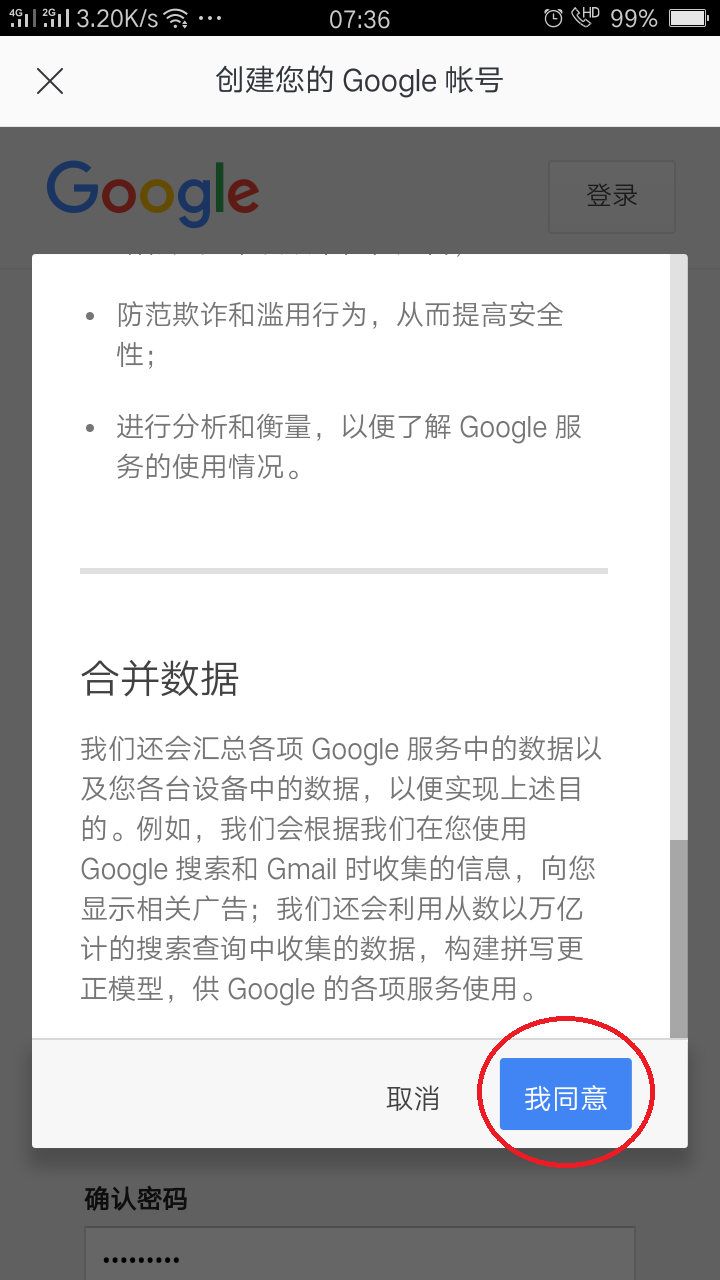 4G 2G 3.20K/s ··· 07:36 HD 99%
创建您的 Google 帐号
Google 登录
• 防范欺诈和滥用行为，从而提高安全
性；
• 进行分析和衡量，以便了解 Google 服
务的使用情况。
合并数据
我们还会汇总各项 Google 服务中的数据以
及您各台设备中的数据，以便实现上述目
的。例如，我们会根据我们在您使用
Google 搜索和 Gmail 时收集的信息，向您
显示相关广告；我们还会利用从数以万亿
计的搜索查询中收集的数据，构建拼写更
正模型，供 Google 的各项服务使用。
取消 我同意
确认密码
•••••••••